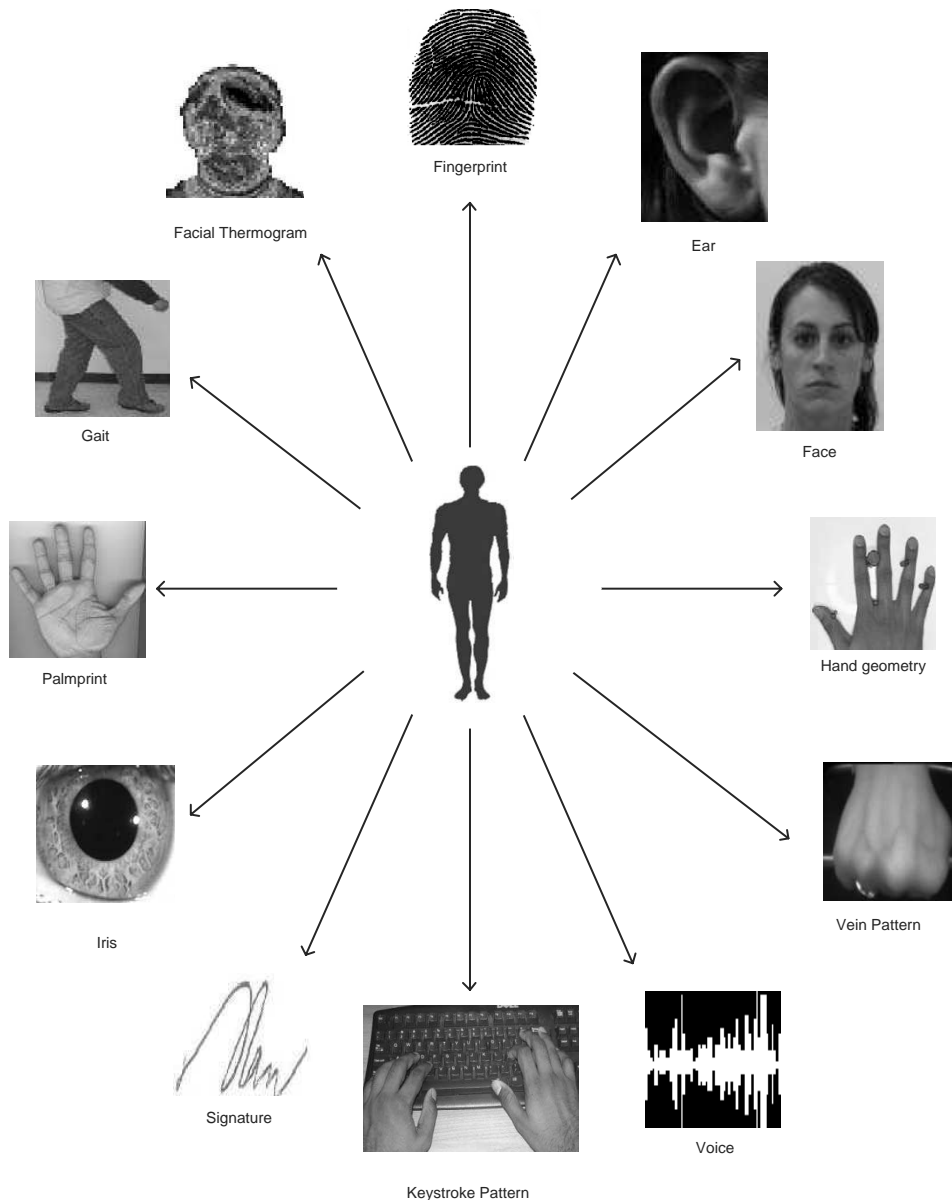 Fingerprint
Facial Thermogram
Ear
Gait
Face
Palmprint
Hand geometry
Iris
Vein Pattern
Signature
Voice
Keystroke Pattern